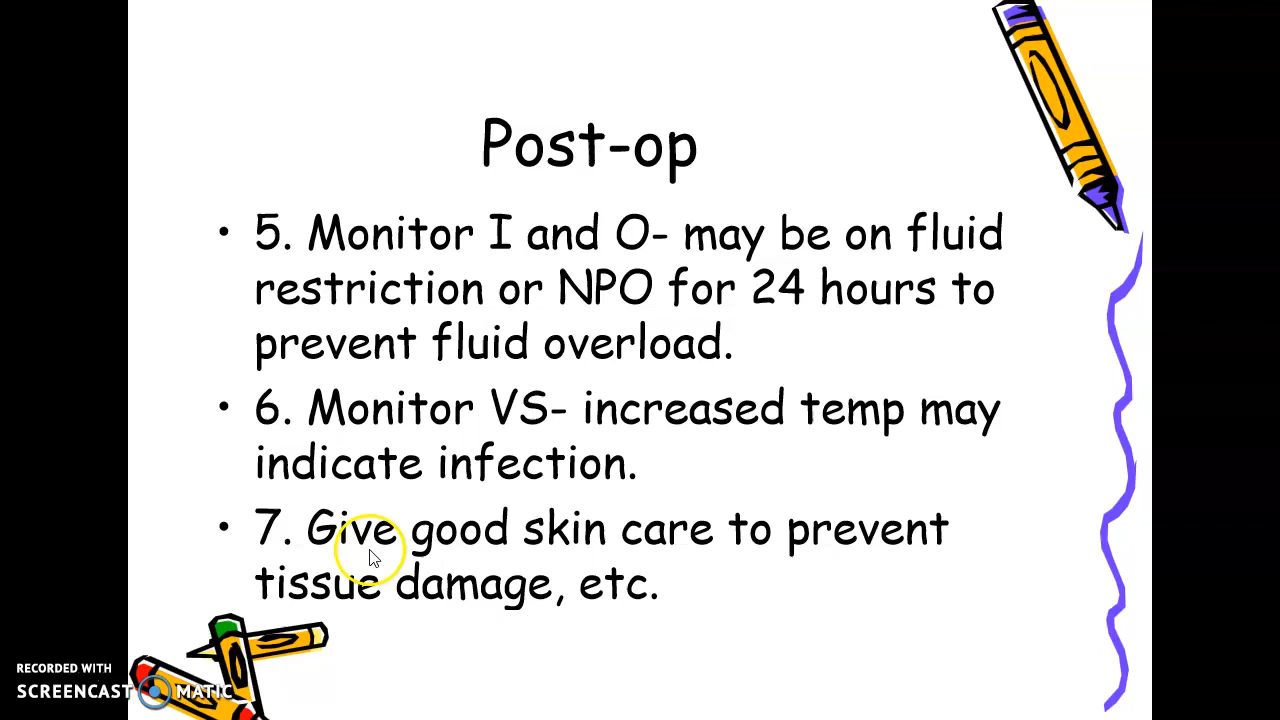 Post-op
• 5. Monitor I and O- may be on fluid
restriction or NPO for 24 hours to
prevent fluid overload.
• 6. Monitor VS- increased temp may
indicate infection.
• 7. Give good skin care to prevent
tissue damage, etc.
RECORDED WITH
SCREENCAST MATIC